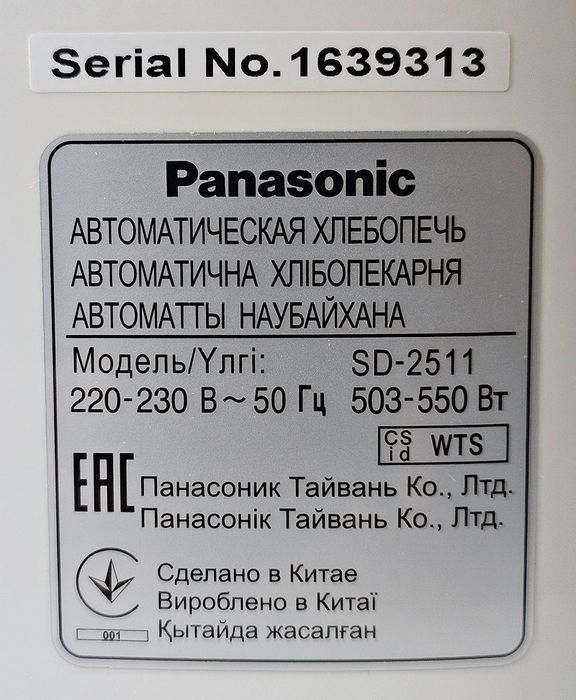 Serial No. 1639313
Panasonic
АВТОМАТИЧЕСКАЯ ХЛЕБОПЕЧЬ
АВТОМАТИЧНА ХЛІБОПЕКАРНЯ
АВТОМАТТЫ НАУБАЙХАНА
Модель/Үлгі: SD-2511
220-230 В ~ 50 Гц 503-550 Вт
CS id WTS
EAC Панасоник Тайвань Ко., Лтд.
Панасонік Тайвань Ко., Лтд.
Сделано в Китае
Вироблено в Китаї
001 Қытайда жасалған